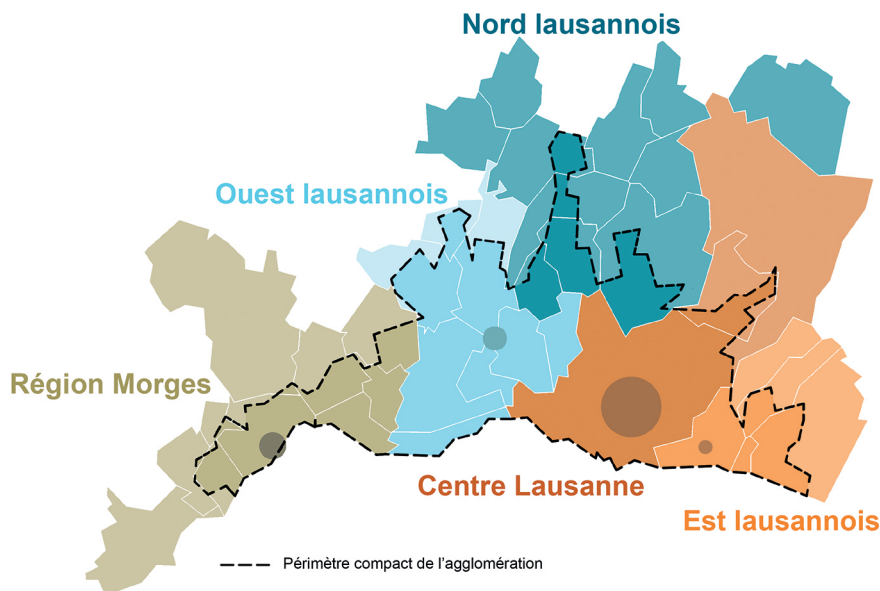 Nord lausannois
Ouest lausannois
Région Morges
Centre Lausanne
Est lausannois
Périmètre compact de l'agglomération